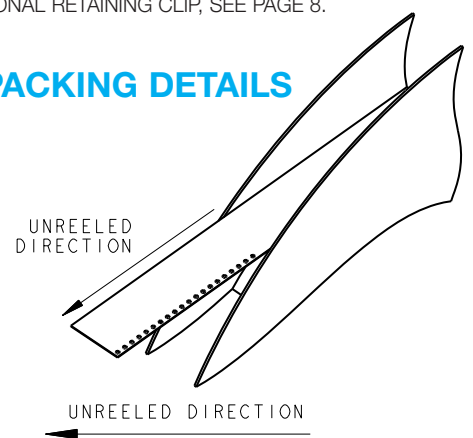 ONAL RETAINING CLIP, SEE PAGE 8.
PACKING DETAILS
UNREELED
DIRECTION
UNREELED DIRECTION